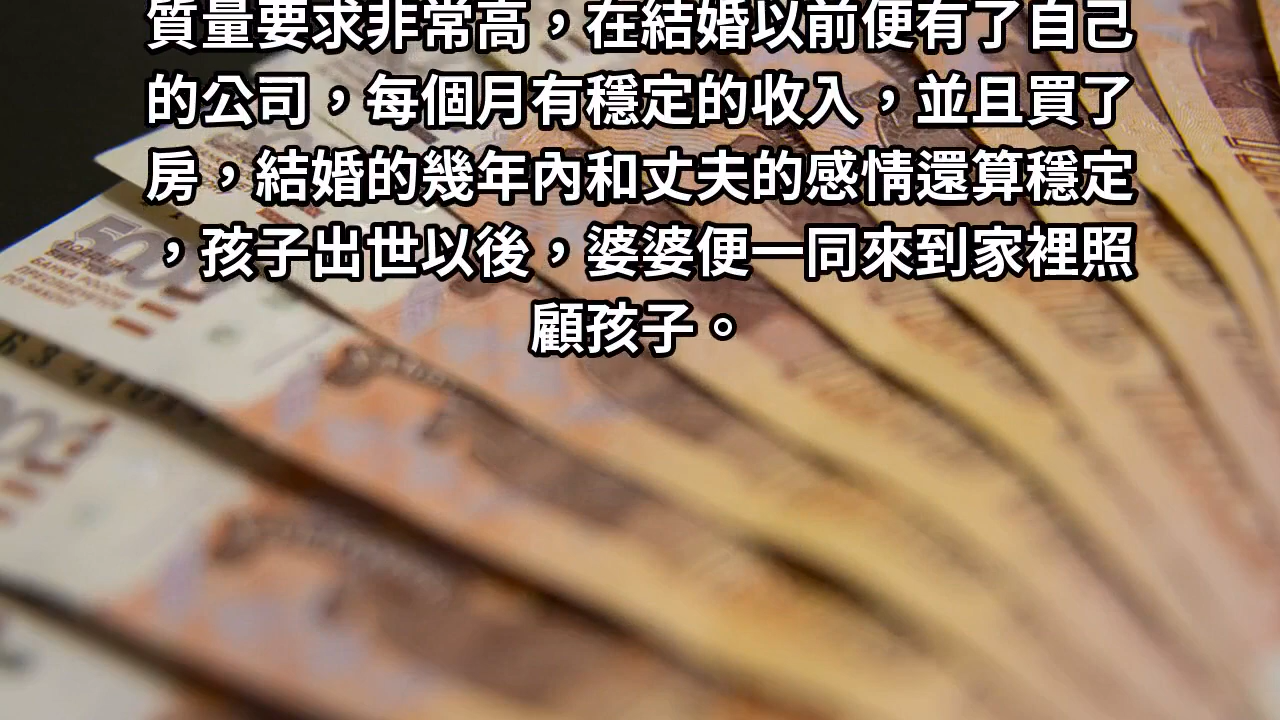 質量要求非常高，在結婚以前便有了自己
的公司，每個月有穩定的收入，並且買了
房，結婚的幾年內和丈夫的感情還算穩定
，孩子出世以後，婆婆便一同來到家裡照
顧孩子。